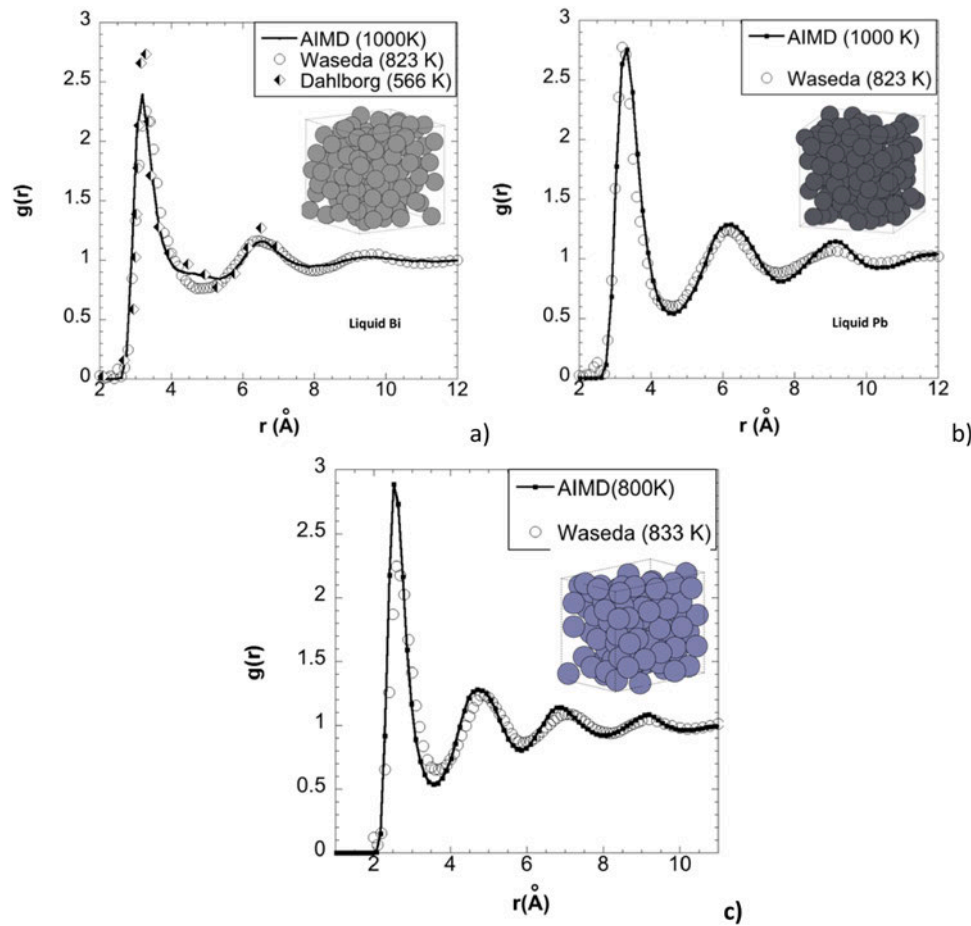 3
2.5
2
1.5
1
0.5
0
g(r)
AIMD (1000K)
Waseda (823 K)
Dahlborg (566 K)
Liquid Bi
2 4 6 8 10 12
r (Å)
a)
3
2.5
2
1.5
1
0.5
0
g(r)
AIMD (1000 K)
Waseda (823 K)
Liquid Pb
2 4 6 8 10 12
r (Å)
b)
3
2.5
2
1.5
1
0.5
0
g(r)
AIMD(800K)
Waseda (833 K)
2 4 6 8 10
r(Å)
c)